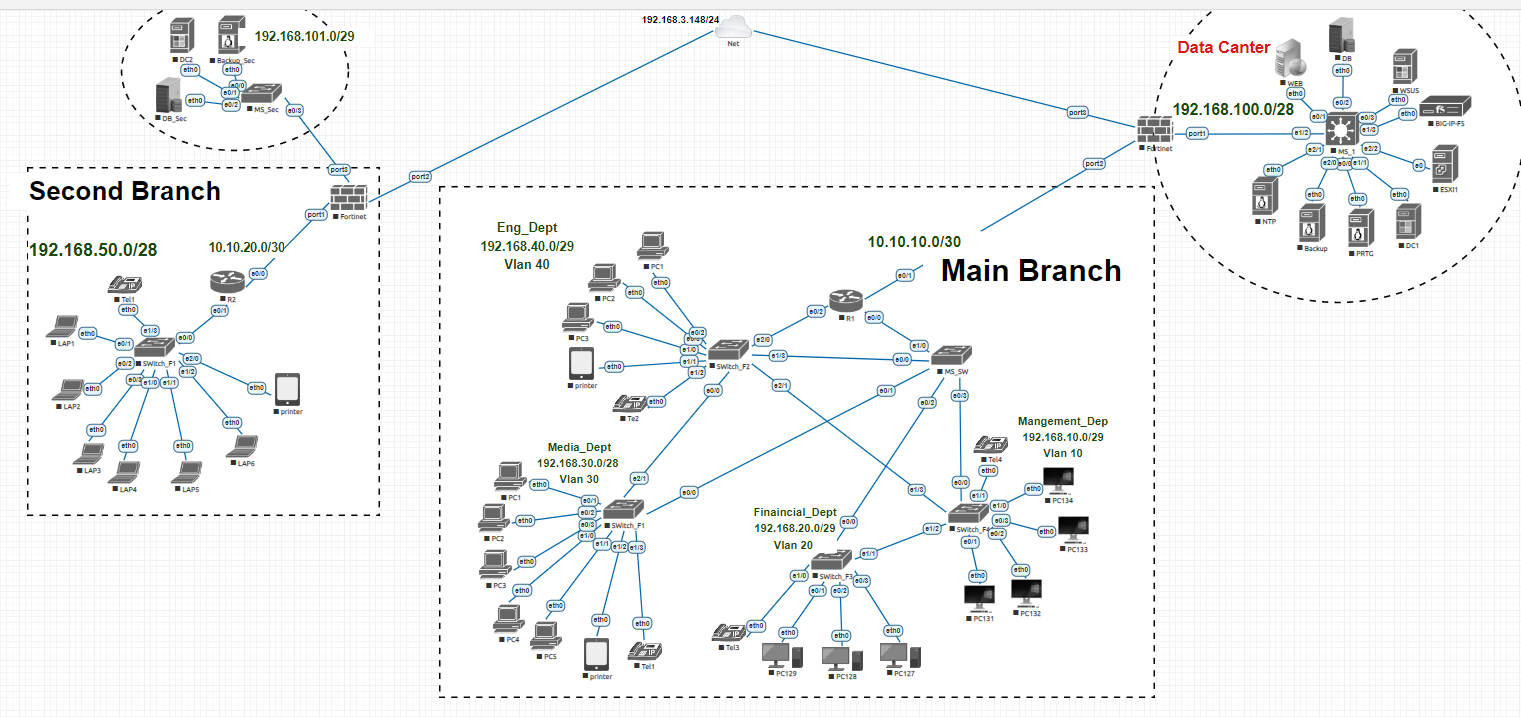 192.168.3.148/24
Net
DC2
Backup_Sec
192.168.101.0/29
eth0
eth0
e0/0
e0/1
e0/2
eth0
MS_Sec
e0/3
DB_Sec
Data Canter
DB
WEB
WSUS
eth0
eth0
eth0
192.168.100.0/28
e0/2
e0/1
e0/3
e1/3
eth0
BIG-IP-F5
port3
Fortinet
port1
e1/2
MS_1
e2/1
e2/0
e0/0
e1/1
e2/2
e0
ESXI1
eth0
eth0
eth0
eth0
NTP
Backup
PRTG
DC1
port2
port3
port2
Fortinet
port1
Second Branch
192.168.50.0/28
10.10.20.0/30
e0/0
R2
e0/1
Tel1
eth0
e1/3
e0/0
LAP1
eth0
e0/1
SWitch_F1
e0/2
e2/0
e0/3
e1/0
e1/1
e1/2
eth0
LAP2
eth0
printer
eth0
eth0
eth0
eth0
LAP3
LAP4
LAP5
LAP6
Main Branch
10.10.10.0/30
e0/1
R1
e0/2
e0/0
Eng_Dept
192.168.40.0/29
Vlan 40
PC1
eth0
PC2
eth0
PC3
eth0
printer
eth0
Te2
eth0
e0/2
e0/3
e1/0
e1/1
e1/2
e2/0
e1/3
SWitch_F2
e0/0
e2/1
e1/0
e0/0
MS_SW
e0/1
e0/2
e0/3
Media_Dept
192.168.30.0/28
Vlan 30
PC1
eth0
PC2
eth0
PC3
eth0
PC4
eth0
PC5
eth0
printer
eth0
Tel1
eth0
e0/1
e0/2
e0/3
e1/0
e1/1
e1/2
e1/3
e2/1
e0/0
SWitch_F1
Finaincial_Dept
192.168.20.0/29
Vlan 20
e0/0
e1/1
SWitch_F3
e1/0
e0/1
e0/2
e0/3
eth0
Tel3
eth0
PC129
eth0
PC128
eth0
PC127
Mangement_Dep
192.168.10.0/29
Vlan 10
Tel4
eth0
e0/0
e1/1
e1/3
e1/2
SWitch_F4
e1/0
e0/3
e0/2
e0/1
eth0
PC134
eth0
PC133
eth0
PC132
eth0
PC131